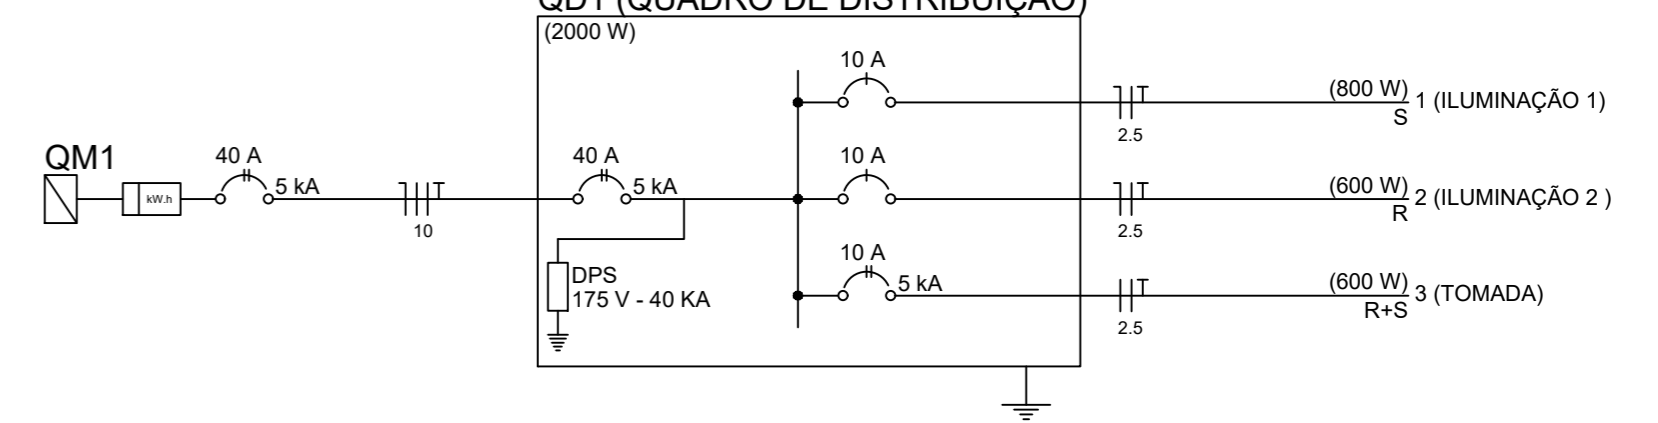 QD1 (QUADRO DE DISTRIBUIÇÃO)
(2000 W)
QM1
kW.h
40 A
5 kA
10
40 A
5 kA
DPS
175 V - 40 KA
10 A
2.5
(800 W)
S
1 (ILUMINAÇÃO 1)
10 A
2.5
(600 W)
R
2 (ILUMINAÇÃO 2 )
10 A
5 kA
2.5
(600 W)
R+S
3 (TOMADA)